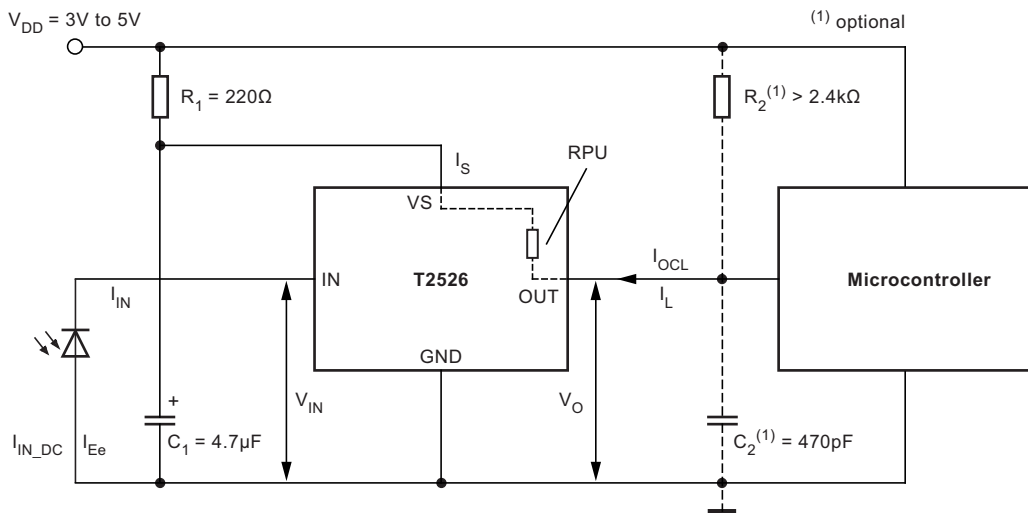 V_DD = 3V to 5V
(1) optional
R_1 = 220Ω
R_2^(1) > 2.4kΩ
RPU
I_S
VS
I_IN
IN
T2526
I_OCL
I_L
Microcontroller
OUT
GND
V_IN
V_O
I_IN_DC
I_Ee
+
C_1 = 4.7µF
C_2^(1) = 470pF